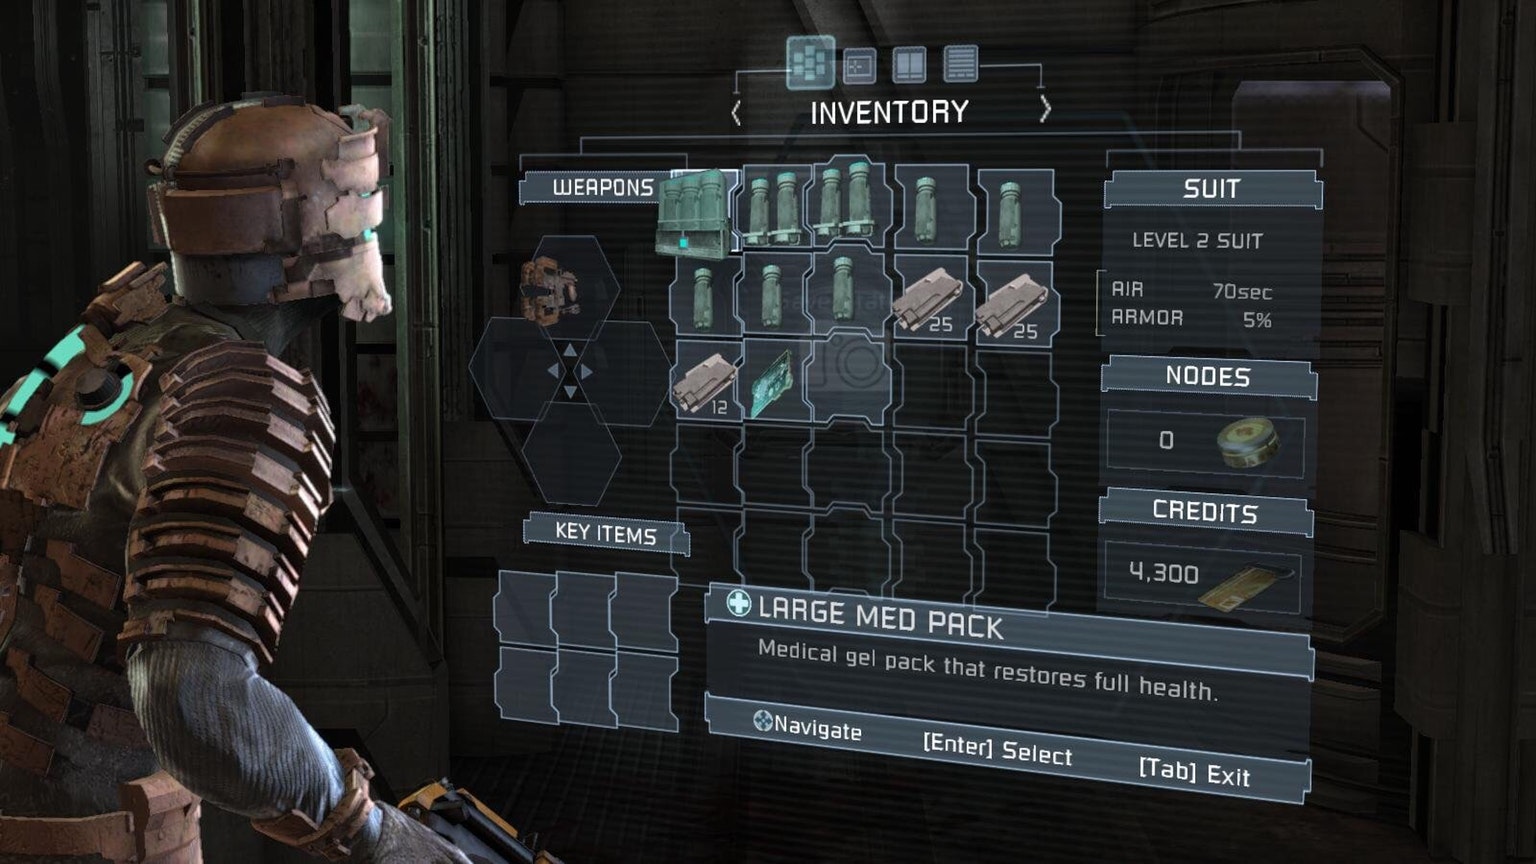 INVENTORY
WEAPONS
25
25
12
KEY ITEMS
SUIT
LEVEL 2 SUIT
AIR 70sec
ARMOR 5%
NODES
0
CREDITS
4,300
LARGE MED PACK
Medical gel pack that restores full health.
Navigate [Enter] Select [Tab] Exit